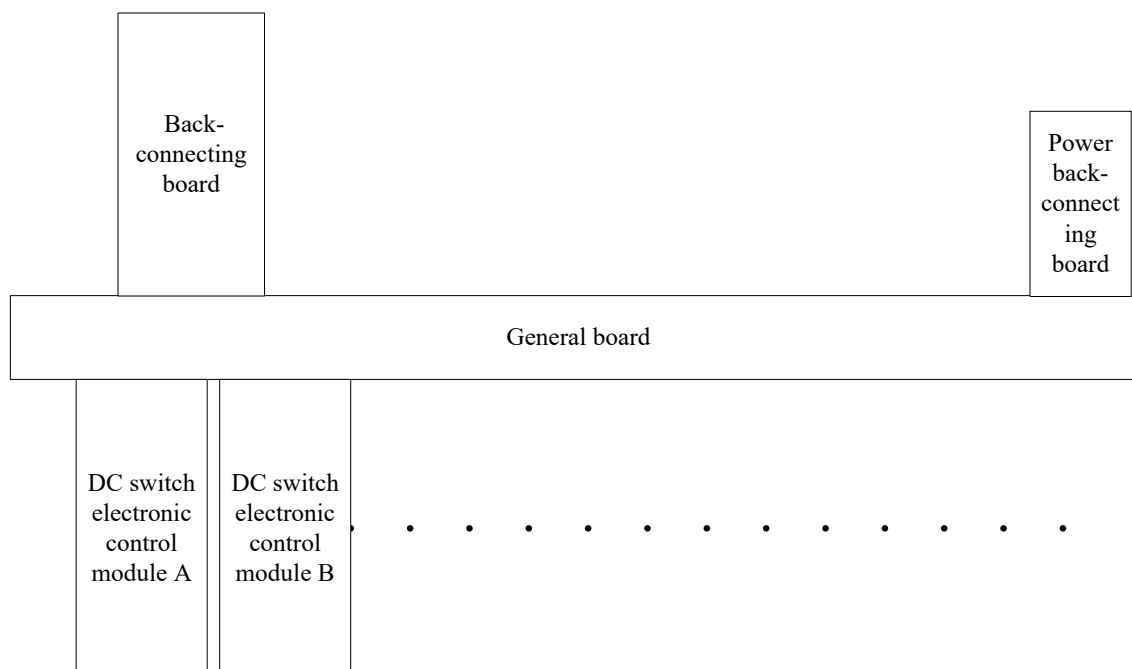 Back-
connecting
board
Power
back-
connect
ing
board
General board
DC switch
electronic
control
module A
DC switch
electronic
control
module B